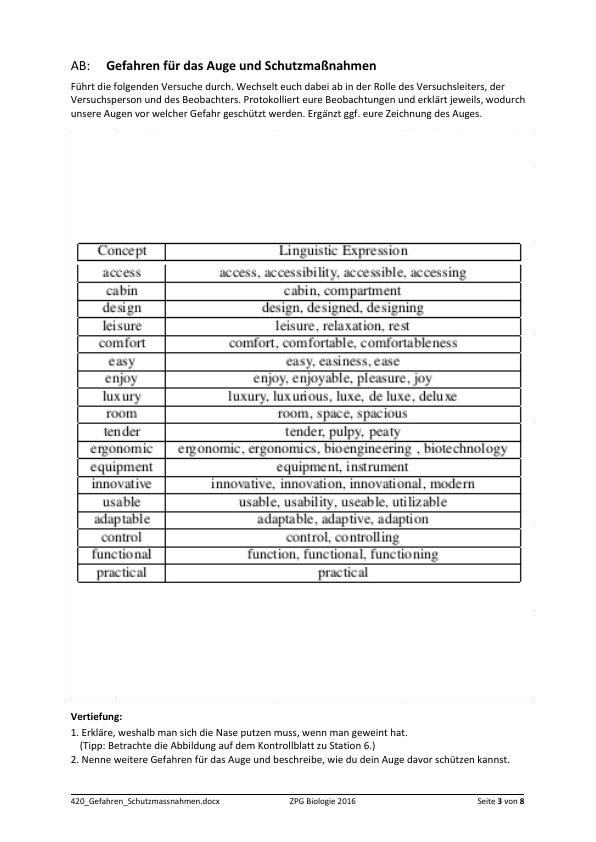 AB: Gefahren für das Auge und Schutzmaßnahmen
Führt die folgenden Versuche durch. Wechselt euch dabei ab in der Rolle des Versuchsleiters, der
Versuchsperson und des Beobachters. Protokolliert eure Beobachtungen und erklärt jeweils, wodurch
unsere Augen vor welcher Gefahr geschützt werden. Ergänzt ggf. eure Zeichnung des Auges.
Concept Linguistic Expression
access access, accessibility, accessible, accessing
cabin cabin, compartment
design design, designed, designing
leisure leisure, relaxation, rest
comfort comfort, comfortable, comfortableness
easy easy, easiness, ease
enjoy enjoy, enjoyable, pleasure, joy
luxury luxury, luxurious, luxe, de luxe, deluxe
room room, space, spacious
tender tender, pulpy, peaty
ergonomic ergonomic, ergonomics, bioengineering , biotechnology
equipment equipment, instrument
innovative innovative, innovation, innovational, modern
usable usable, usability, useable, utilizable
adaptable adaptable, adaptive, adaption
control control, controlling
functional function, functional, functioning
practical practical
Vertiefung:
1. Erkläre, weshalb man sich die Nase putzen muss, wenn man geweint hat.
(Tipp: Betrachte die Abbildung auf dem Kontrollblatt zu Station 6.)
2. Nenne weitere Gefahren für das Auge und beschreibe, wie du dein Auge davor schützen kannst.
420_Gefahren_Schutzmassnahmen.docx ZPG Biologie 2016 Seite 3 von 8